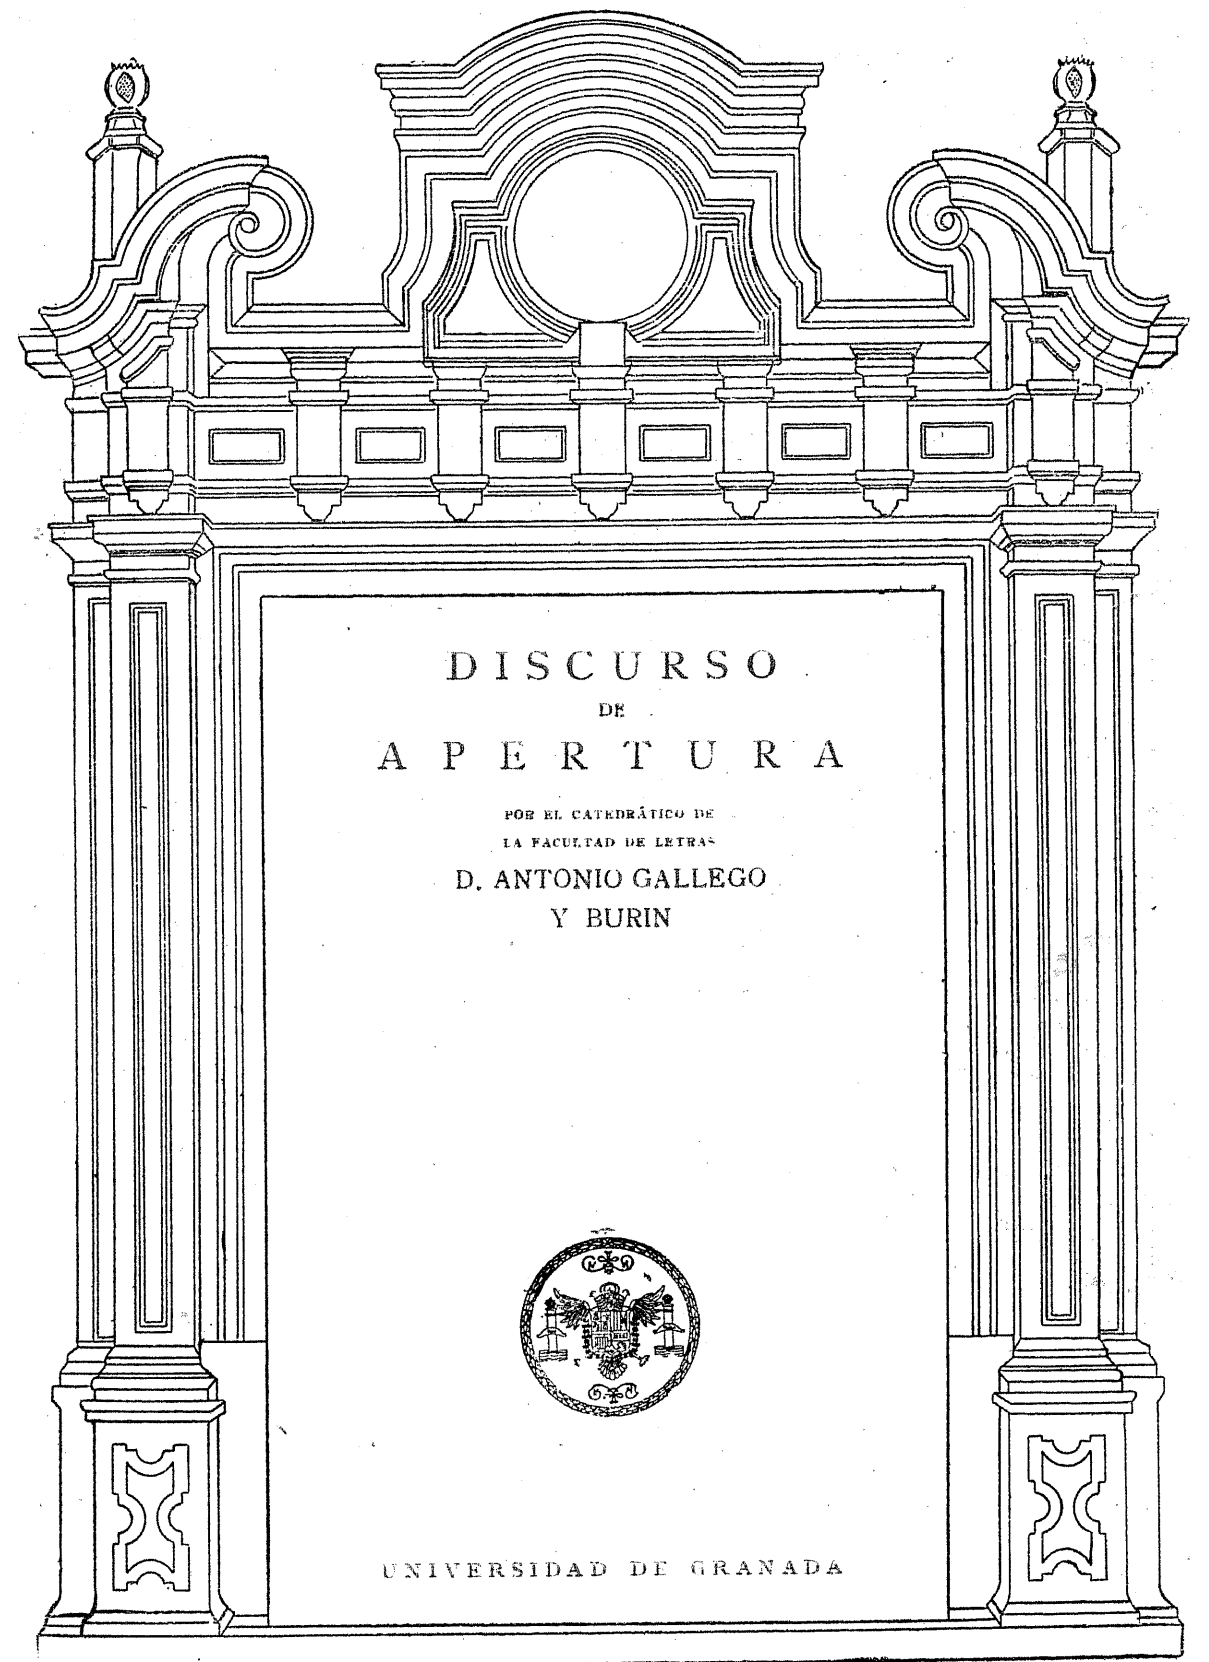 DISCURSO
DE
APERTURA
POR EL CATEDRÁTICO DE
LA FACULTAD DE LETRAS
D. ANTONIO GALLEGO
Y BURIN
UNIVERSIDAD DE GRANADA